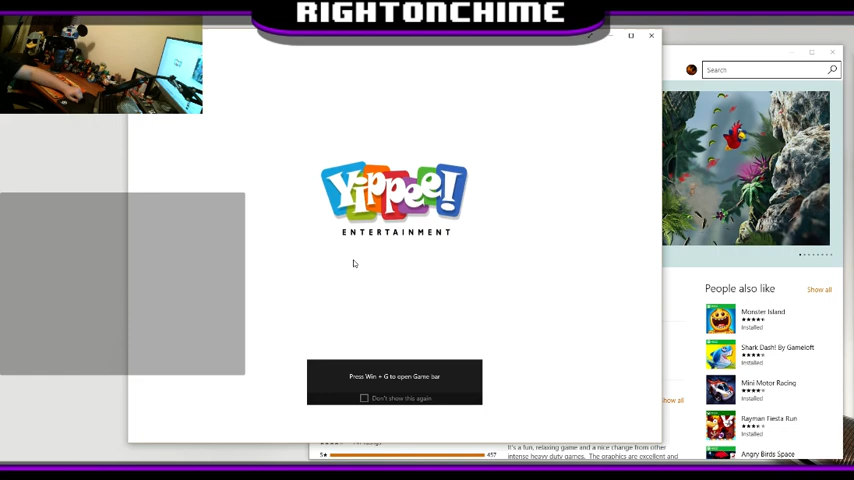 RIGHTONCHIME
Search
Yippee!
ENTERTAINMENT
People also like
Show all
Monster Island
Installed
Shark Dash! By Gameloft
Installed
Mini Motor Racing
Installed
Rayman Fiesta Run
Installed
Angry Birds Space
Press Win + G to open Game bar
Don't show this again
Show all
5★
457
It's a fun, relaxing game and a nice change from other
intense heavy duty games. The graphics are excellent and